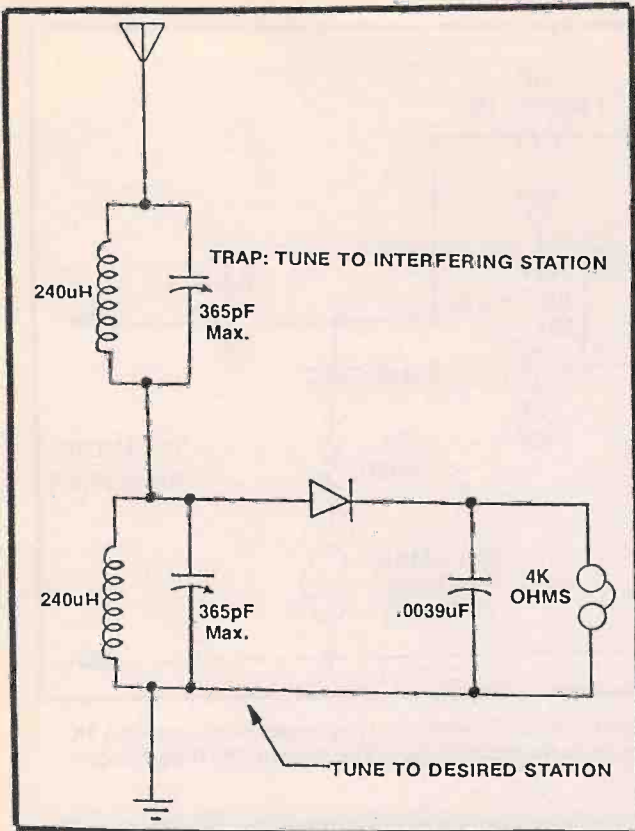 TRAP: TUNE TO INTERFERING STATION
240uH
365pF
Max.
240uH
365pF
Max.
.0039uF
4K
OHMS
TUNE TO DESIRED STATION